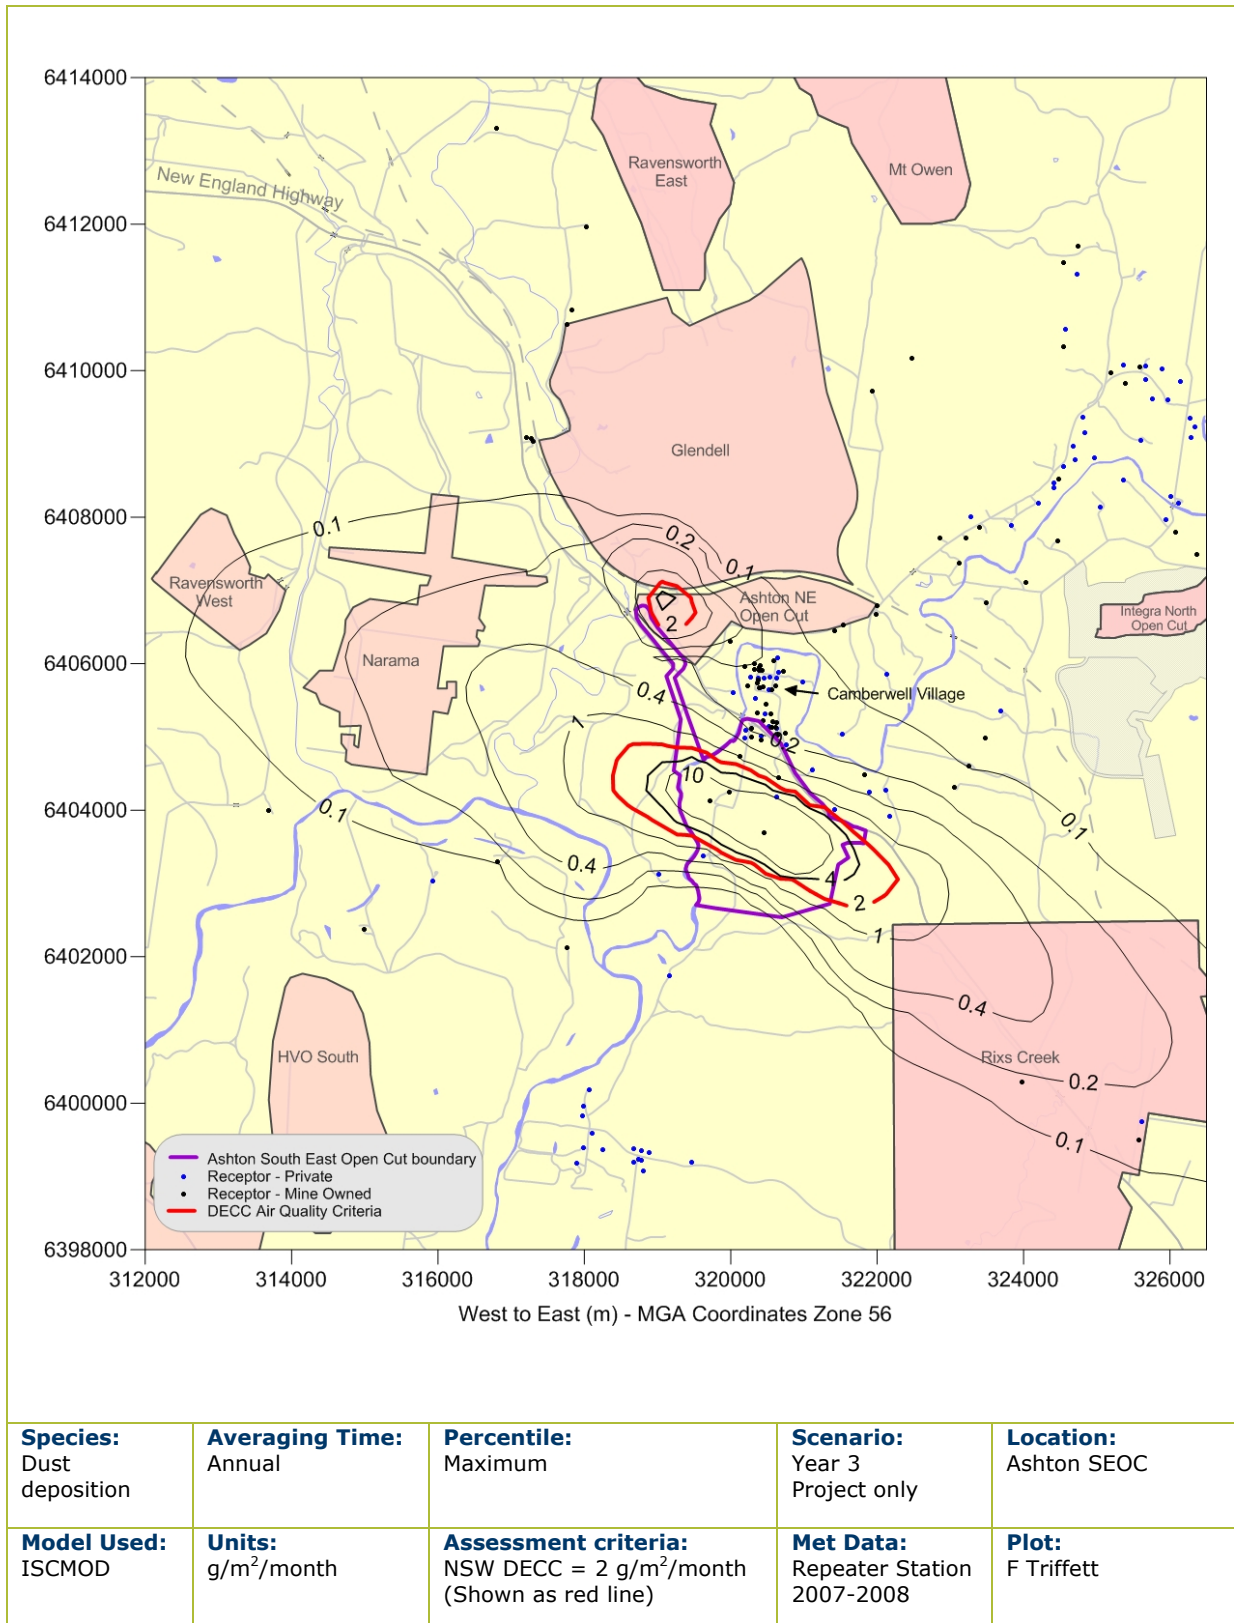 6414000
6412000
6410000
6408000
6406000
6404000
6402000
6400000
6398000
312000
314000
316000
318000
320000
322000
324000
326000
West to East (m) - MGA Coordinates Zone 56
New England Highway
Ravensworth
East
Mt Owen
Glendell
0.1
0.2
0.1
Ravensworth
West
Narama
Ashton NE
Open Cut
2
Integra North
Open Cut
Camberwell Village
0.4
1
0.2
10
0.1
0.1
0.4
4
2
1
0.4
HVO South
Rixs Creek
0.2
0.1
Ashton South East Open Cut boundary
Receptor - Private
Receptor - Mine Owned
DECC Air Quality Criteria
Species:
Dust
deposition
Averaging Time:
Annual
Percentile:
Maximum
Scenario:
Year 3
Project only
Location:
Ashton SEOC
Model Used:
ISCMOD
Units:
g/m²/month
Assessment criteria:
NSW DECC = 2 g/m²/month
(Shown as red line)
Met Data:
Repeater Station
2007-2008
Plot:
F Triffett